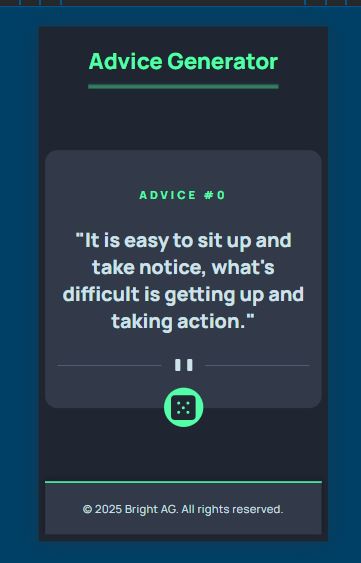 Advice Generator
ADVICE #0
"It is easy to sit up and
take notice, what's
difficult is getting up and
taking action."
© 2025 Bright AG. All rights reserved.